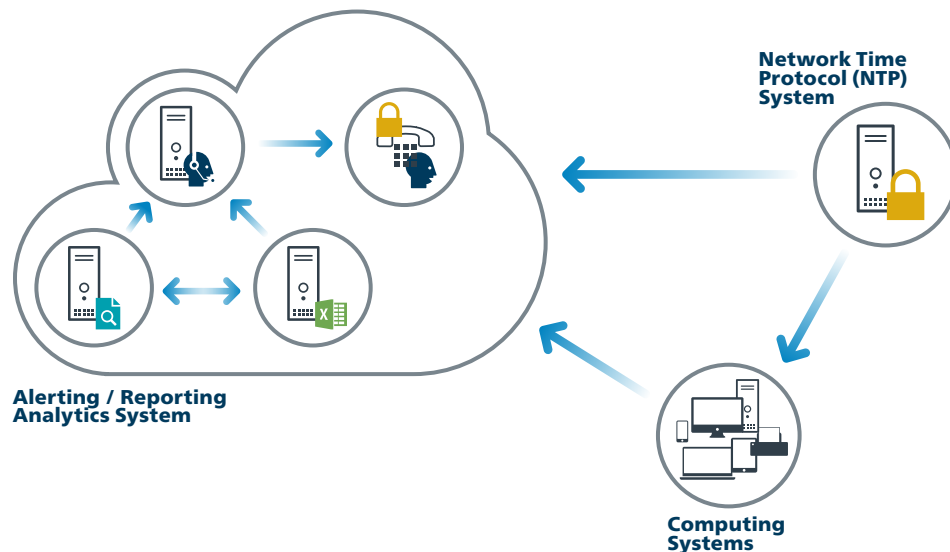 Network Time
Protocol (NTP)
System
X
Alerting / Reporting
Analytics System
Computing
Systems